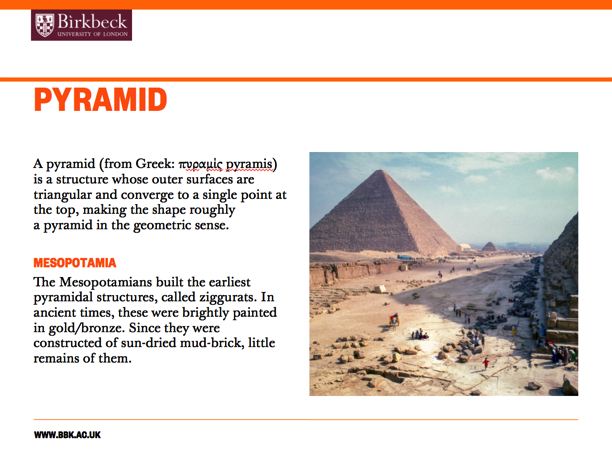 Birkbeck
UNIVERSITY OF LONDON
PYRAMID
A pyramid (from Greek: πυραμίς pyramis)
is a structure whose outer surfaces are
triangular and converge to a single point at
the top, making the shape roughly
a pyramid in the geometric sense.
MESOPOTAMIA
The Mesopotamians built the earliest
pyramidal structures, called ziggurats. In
ancient times, these were brightly painted
in gold/bronze. Since they were
constructed of sun-dried mud-brick, little
remains of them.
WWW.BBK.AC.UK